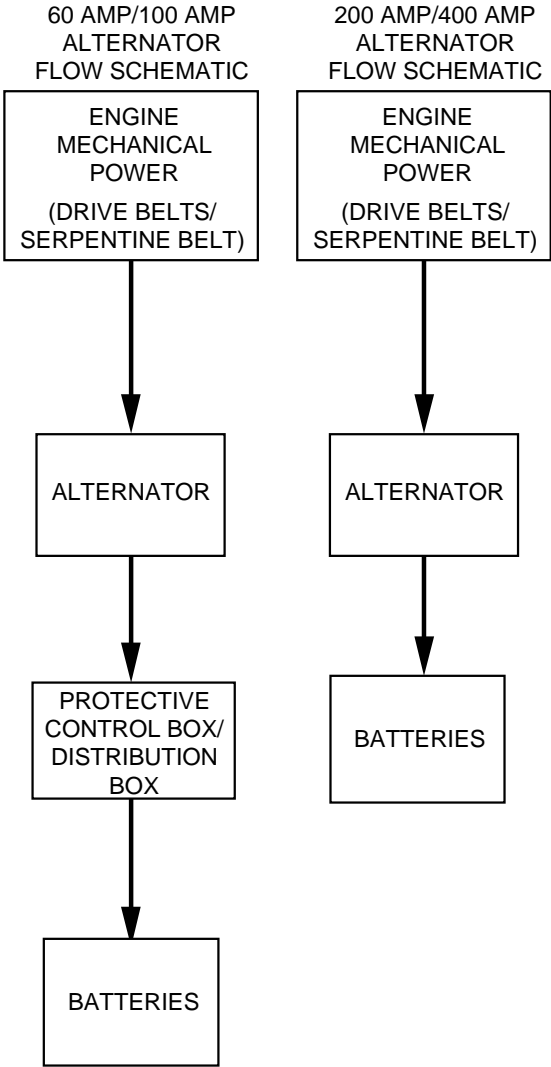 60 AMP/100 AMP
ALTERNATOR
FLOW SCHEMATIC
ENGINE
MECHANICAL
POWER
(DRIVE BELTS/
SERPENTINE BELT)
ALTERNATOR
PROTECTIVE
CONTROL BOX/
DISTRIBUTION
BOX
BATTERIES
200 AMP/400 AMP
ALTERNATOR
FLOW SCHEMATIC
ENGINE
MECHANICAL
POWER
(DRIVE BELTS/
SERPENTINE BELT)
ALTERNATOR
BATTERIES